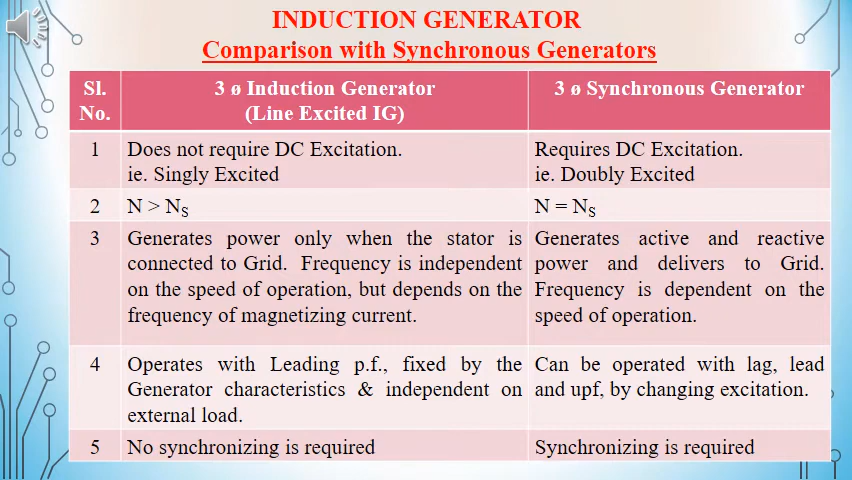 INDUCTION GENERATOR
Comparison with Synchronous Generators
Sl. No.
3 ø Induction Generator
(Line Excited IG)
3 ø Synchronous Generator
1
Does not require DC Excitation.
ie. Singly Excited
Requires DC Excitation.
ie. Doubly Excited
2
N > NS
N = NS
3
Generates power only when the stator is
connected to Grid. Frequency is independent
on the speed of operation, but depends on the
frequency of magnetizing current.
Generates active and reactive
power and delivers to Grid.
Frequency is dependent on the
speed of operation.
4
Operates with Leading p.f., fixed by the
Generator characteristics & independent on
external load.
Can be operated with lag, lead
and upf, by changing excitation.
5
No synchronizing is required
Synchronizing is required